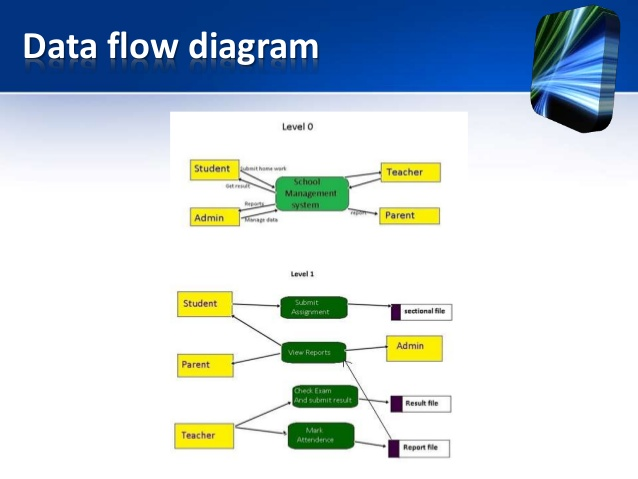 Data flow diagram
Level 0
Student
Submit home work
Get result
School
Management
system
Teacher
Reports
Admin
Manage data
report
Parent
Level 1
Student
Submit
Assignment
sectional file
View Reports
Admin
Parent
Check Exam
And submit result
Result file
Teacher
Mark
Attendence
Report file